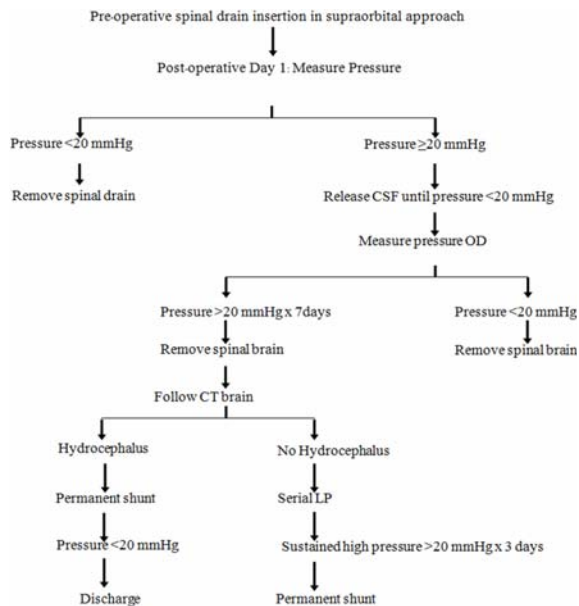 Pre-operative spinal drain insertion in supraorbital approach
Post-operative Day 1: Measure Pressure
Pressure <20 mmHg
Pressure ≥20 mmHg
Remove spinal drain
Release CSF until pressure <20 mmHg
Measure pressure OD
Pressure >20 mmHg x 7days
Pressure <20 mmHg
Remove spinal brain
Remove spinal brain
Follow CT brain
Hydrocephalus
No Hydrocephalus
Permanent shunt
Serial LP
Pressure <20 mmHg
Sustained high pressure >20 mmHg x 3 days
Discharge
Permanent shunt